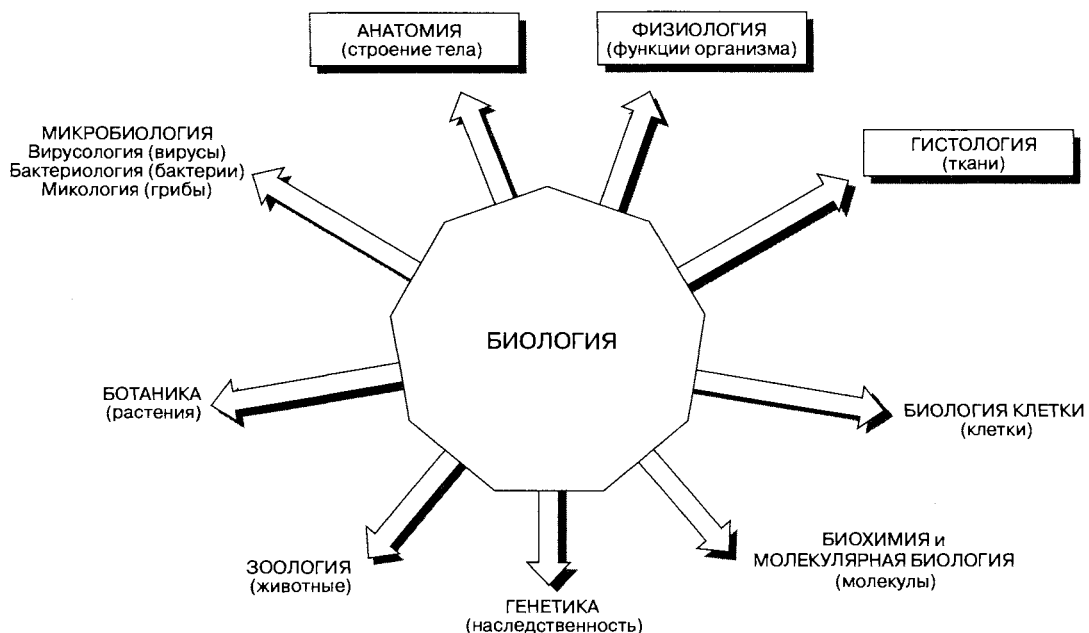 АНАТОМИЯ
(строение тела)
ФИЗИОЛОГИЯ
(функции организма)
МИКРОБИОЛОГИЯ
Вирусология (вирусы)
Бактериология (бактерии)
Микология (грибы)
ГИСТОЛОГИЯ
(ткани)
БИОЛОГИЯ
БОТАНИКА
(растения)
БИОЛОГИЯ КЛЕТКИ
(клетки)
ЗООЛОГИЯ
(животные)
ГЕНЕТИКА
(наследственность)
БИОХИМИЯ и
МОЛЕКУЛЯРНАЯ БИОЛОГИЯ
(молекулы)